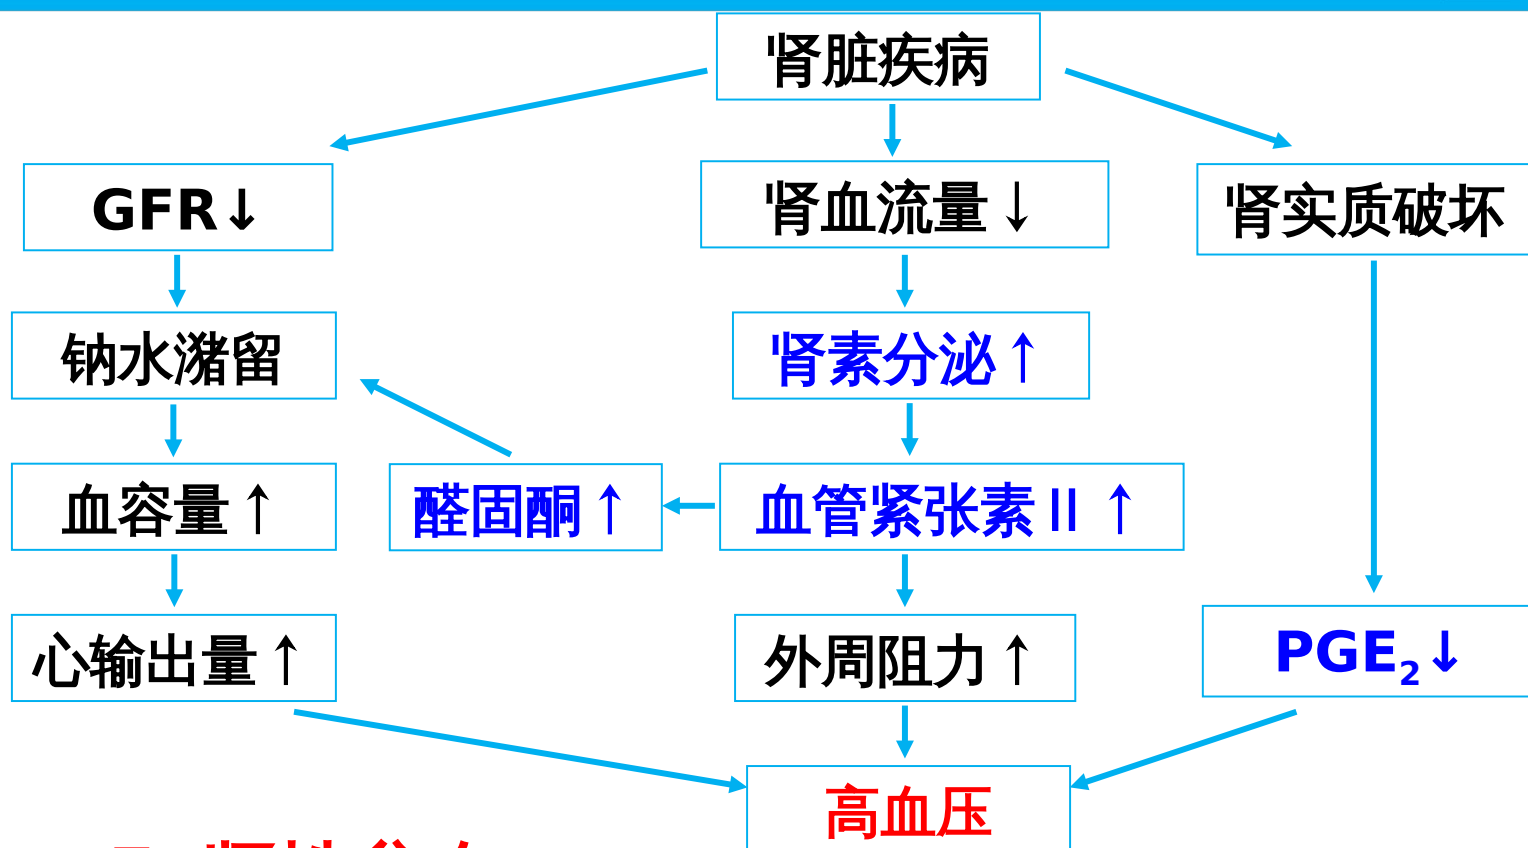 肾脏疾病
GFR↓
肾血流量↓
肾实质破坏
钠水潴留
肾素分泌↑
血容量↑
醛固酮↑
血管紧张素Ⅱ↑
心输出量↑
外周阻力↑
PGE₂↓
高血压